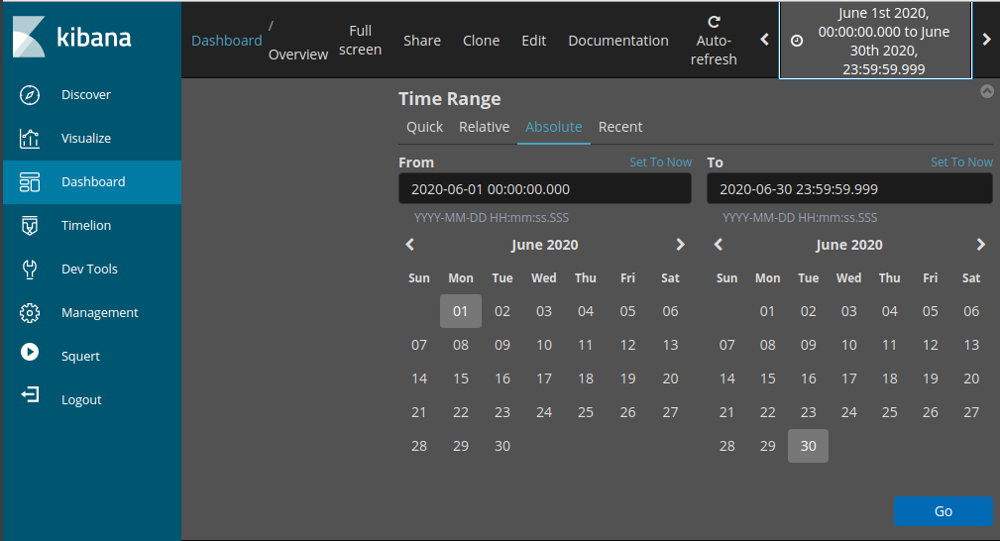 kibana
Discover
Visualize
Dashboard
Timelion
Dev Tools
Management
Squert
Logout
Dashboard / Overview
Full screen
Share
Clone
Edit
Documentation
Auto-refresh
June 1st 2020,
00:00:00.000 to June
30th 2020,
23:59:59.999
Time Range
Quick Relative Absolute Recent
From Set To Now
2020-06-01 00:00:00.000
YYYY-MM-DD HH:mm:ss.SSS
June 2020
Sun Mon Tue Wed Thu Fri Sat
01 02 03 04 05 06
07 08 09 10 11 12 13
14 15 16 17 18 19 20
21 22 23 24 25 26 27
28 29 30
To Set To Now
2020-06-30 23:59:59.999
YYYY-MM-DD HH:mm:ss.SSS
June 2020
Sun Mon Tue Wed Thu Fri Sat
01 02 03 04 05 06
07 08 09 10 11 12 13
14 15 16 17 18 19 20
21 22 23 24 25 26 27
28 29 30
Go